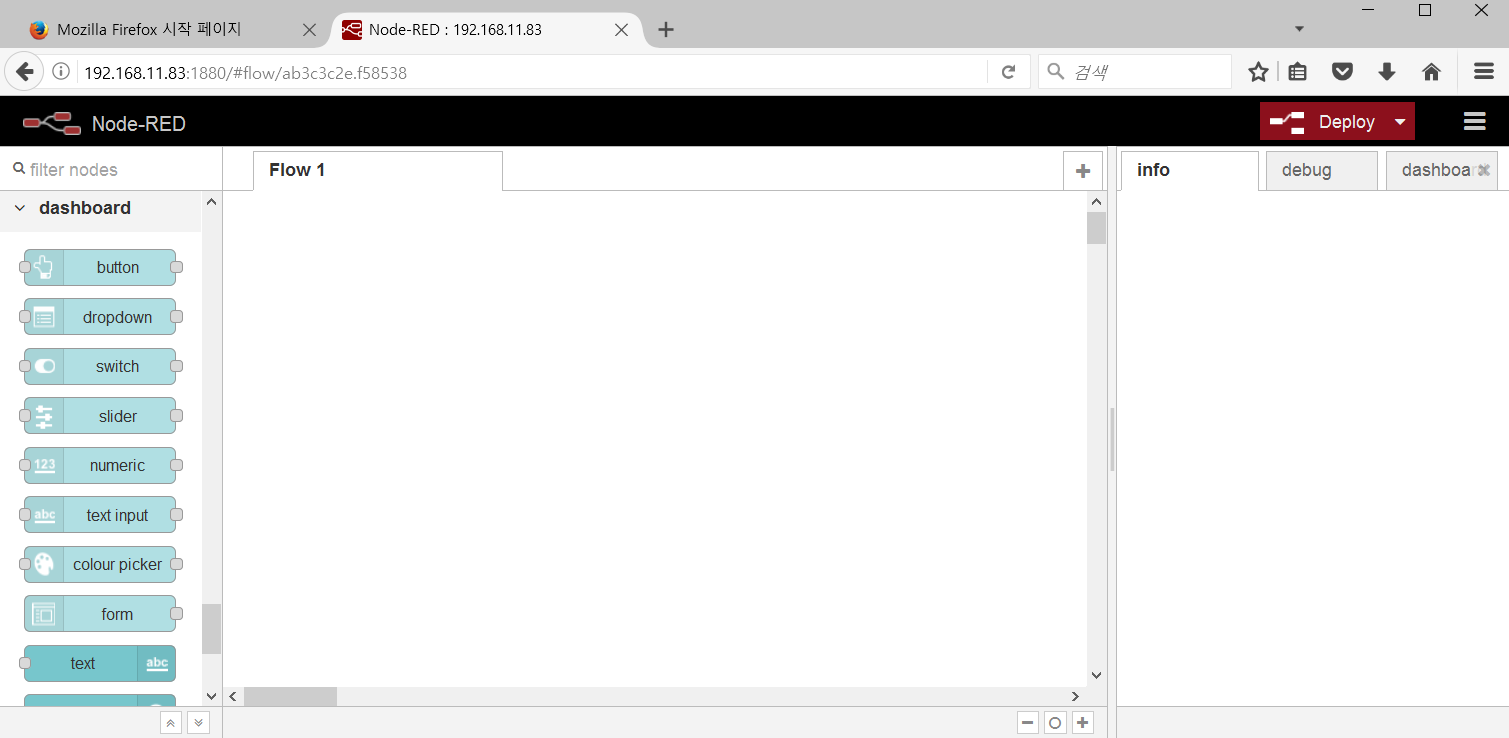 Mozilla Firefox 시작 페이지
Node-RED : 192.168.11.83
192.168.11.83:1880/#flow/ab3c3c2e.f58538
검색
Node-RED
Deploy
filter nodes
Flow 1
info
debug
dashboar
dashboard
button
dropdown
switch
slider
123
numeric
abc
text input
colour picker
form
text
abc